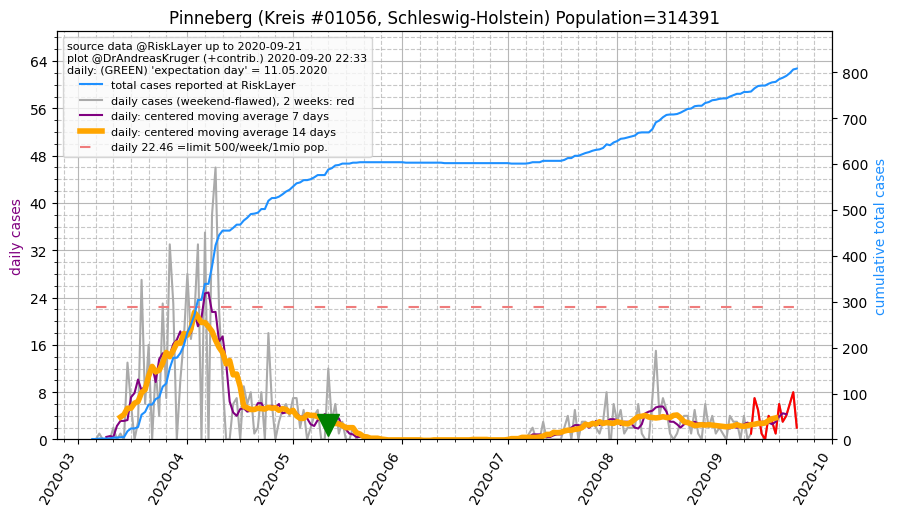 Pinneberg (Kreis #01056, Schleswig-Holstein) Population=314391
source data @RiskLayer up to 2020-09-21
plot @DrAndreasKruger (+contrib.) 2020-09-20 22:33
daily: (GREEN) 'expectation day' = 11.05.2020
total cases reported at RiskLayer
daily cases (weekend-flawed), 2 weeks: red
daily: centered moving average 7 days
daily: centered moving average 14 days
daily 22.46 =limit 500/week/1mio pop.
daily cases
64
56
48
40
32
24
16
8
0
cumulative total cases
800
700
600
500
400
300
200
100
0
2020-03
2020-04
2020-05
2020-06
2020-07
2020-08
2020-09
2020-10